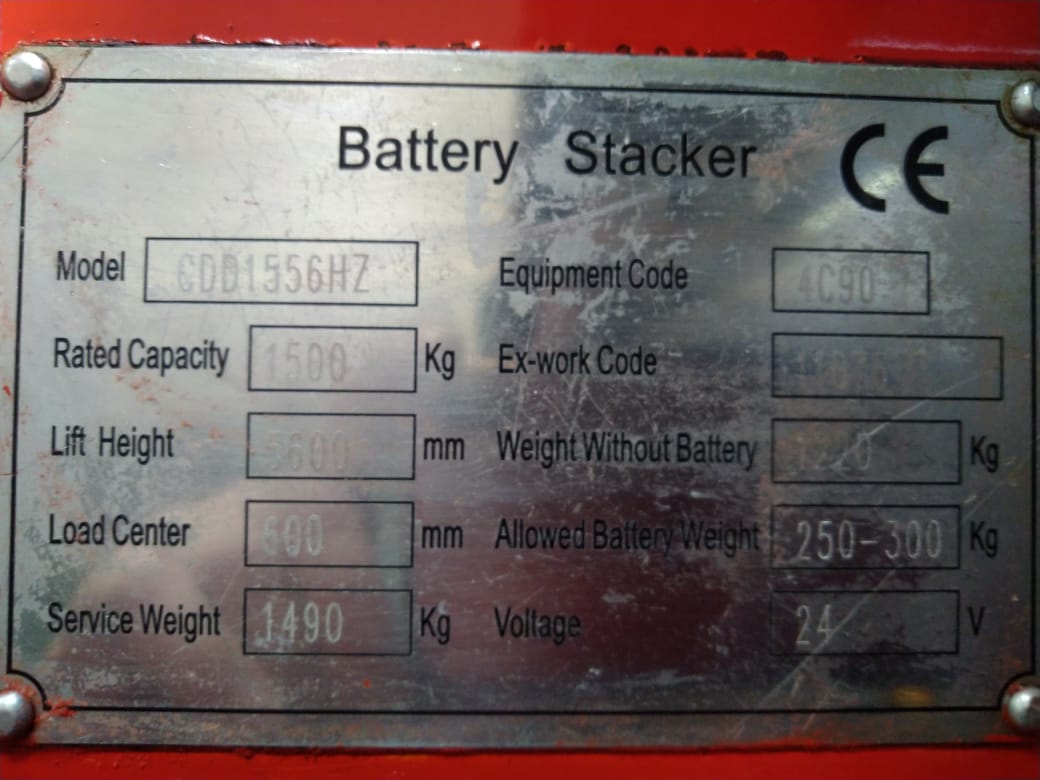 Battery Stacker CE
Model CDD1556HZ Equipment Code 4C90
Rated Capacity 1500 Kg Ex-work Code
Lift Height 5600 mm Weight Without Battery Kg
Load Center 600 mm Allowed Battery Weight 250-300 Kg
Service Weight 1490 Kg Voltage 24 V